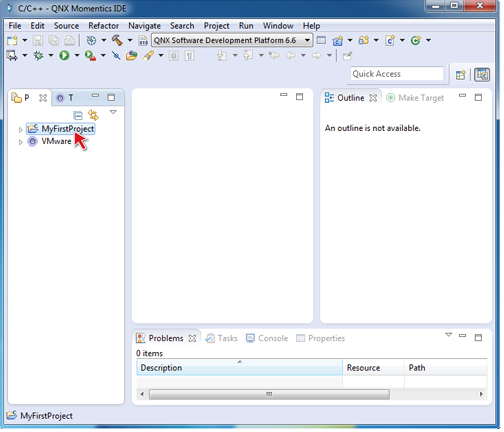 C/C++ - QNX Momentics IDE
File Edit Source Refactor Navigate Search Project Run Window Help
QNX Software Development Platform 6.6
Quick Access
P T
Outline Make Target
An outline is not available.
MyFirstProject
VMware
Problems Tasks Console Properties
0 items
Description Resource Path
MyFirstProject